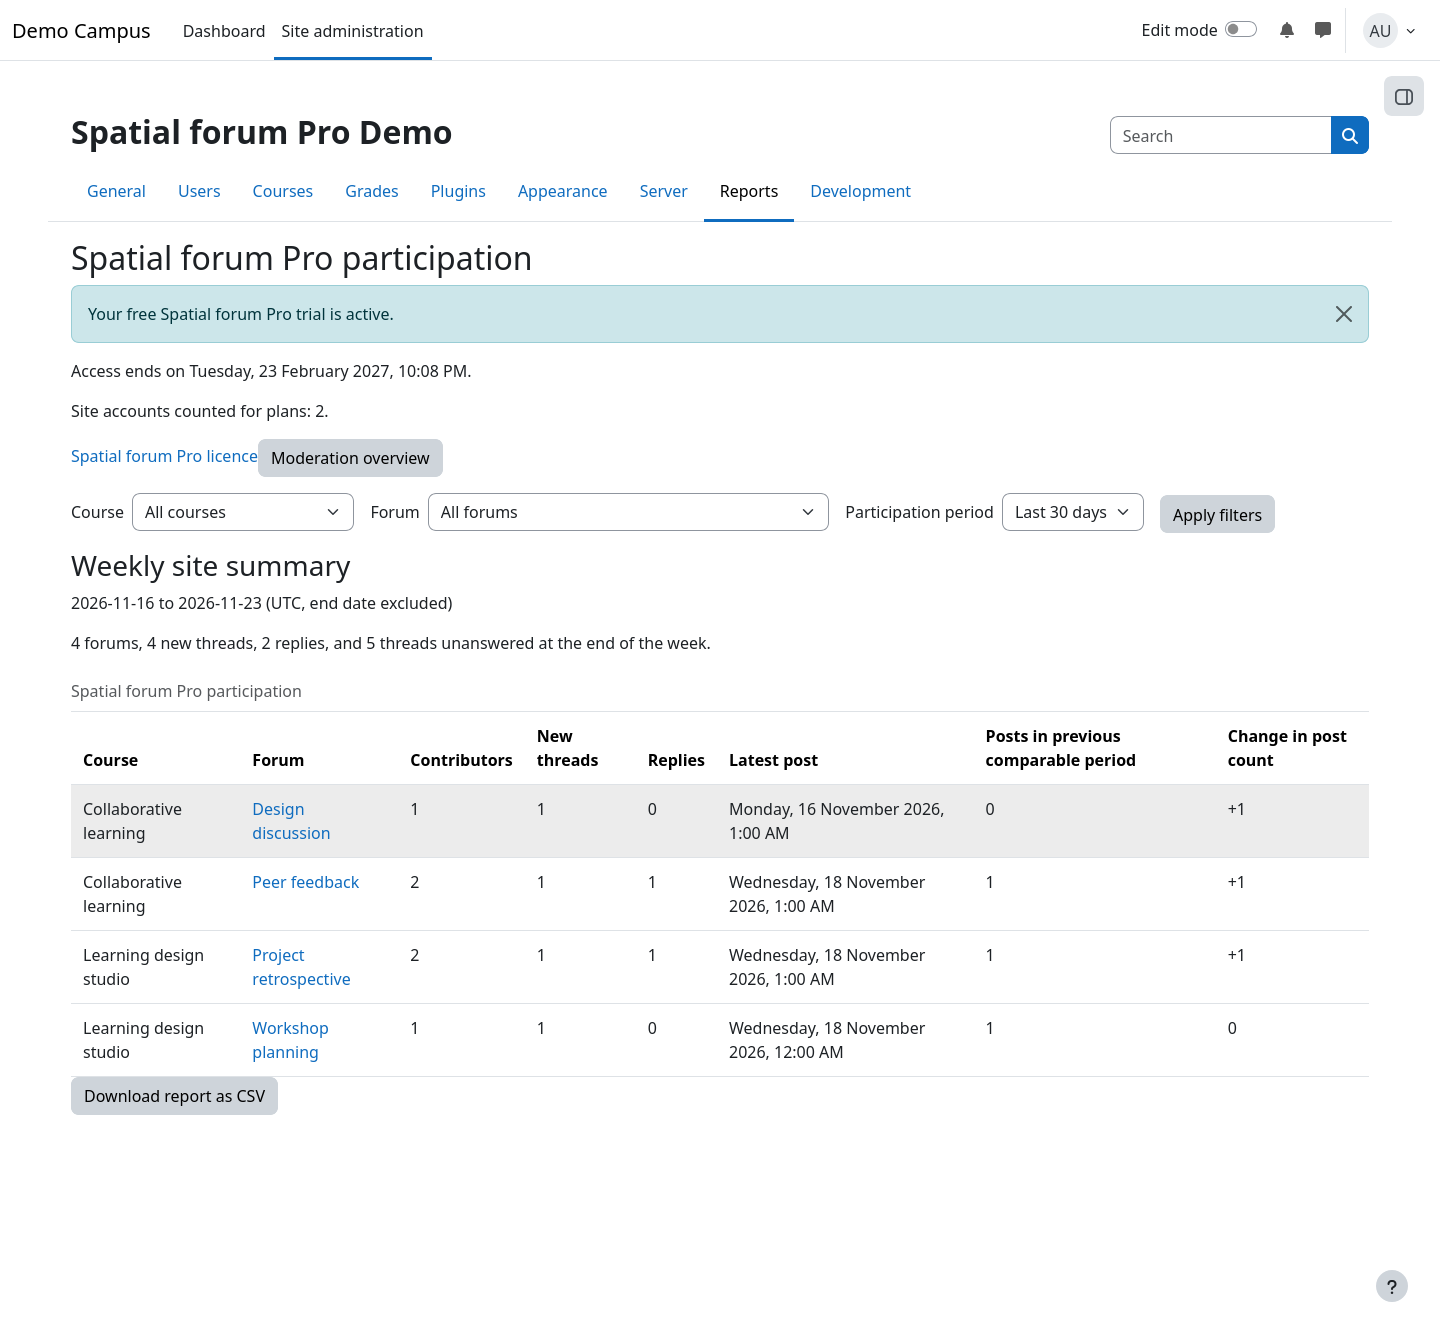 Demo Campus
Dashboard
Site administration
Edit mode
AU
Spatial forum Pro Demo
Search
General
Users
Courses
Grades
Plugins
Appearance
Server
Reports
Development
Spatial forum Pro participation
Your free Spatial forum Pro trial is active.
Access ends on Tuesday, 23 February 2027, 10:08 PM.
Site accounts counted for plans: 2.
Spatial forum Pro licence
Moderation overview
Course
All courses
Forum
All forums
Participation period
Last 30 days
Apply filters
Weekly site summary
2026-11-16 to 2026-11-23 (UTC, end date excluded)
4 forums, 4 new threads, 2 replies, and 5 threads unanswered at the end of the week.
Spatial forum Pro participation
Course
Forum
Contributors
New
threads
Replies
Latest post
Posts in previous
comparable period
Change in post
count
Collaborative
learning
Design
discussion
1
1
0
Monday, 16 November 2026,
1:00 AM
0
+1
Collaborative
learning
Peer feedback
2
1
1
Wednesday, 18 November
2026, 1:00 AM
1
+1
Learning design
studio
Project
retrospective
2
1
1
Wednesday, 18 November
2026, 1:00 AM
1
+1
Learning design
studio
Workshop
planning
1
1
0
Wednesday, 18 November
2026, 12:00 AM
1
0
Download report as CSV
?